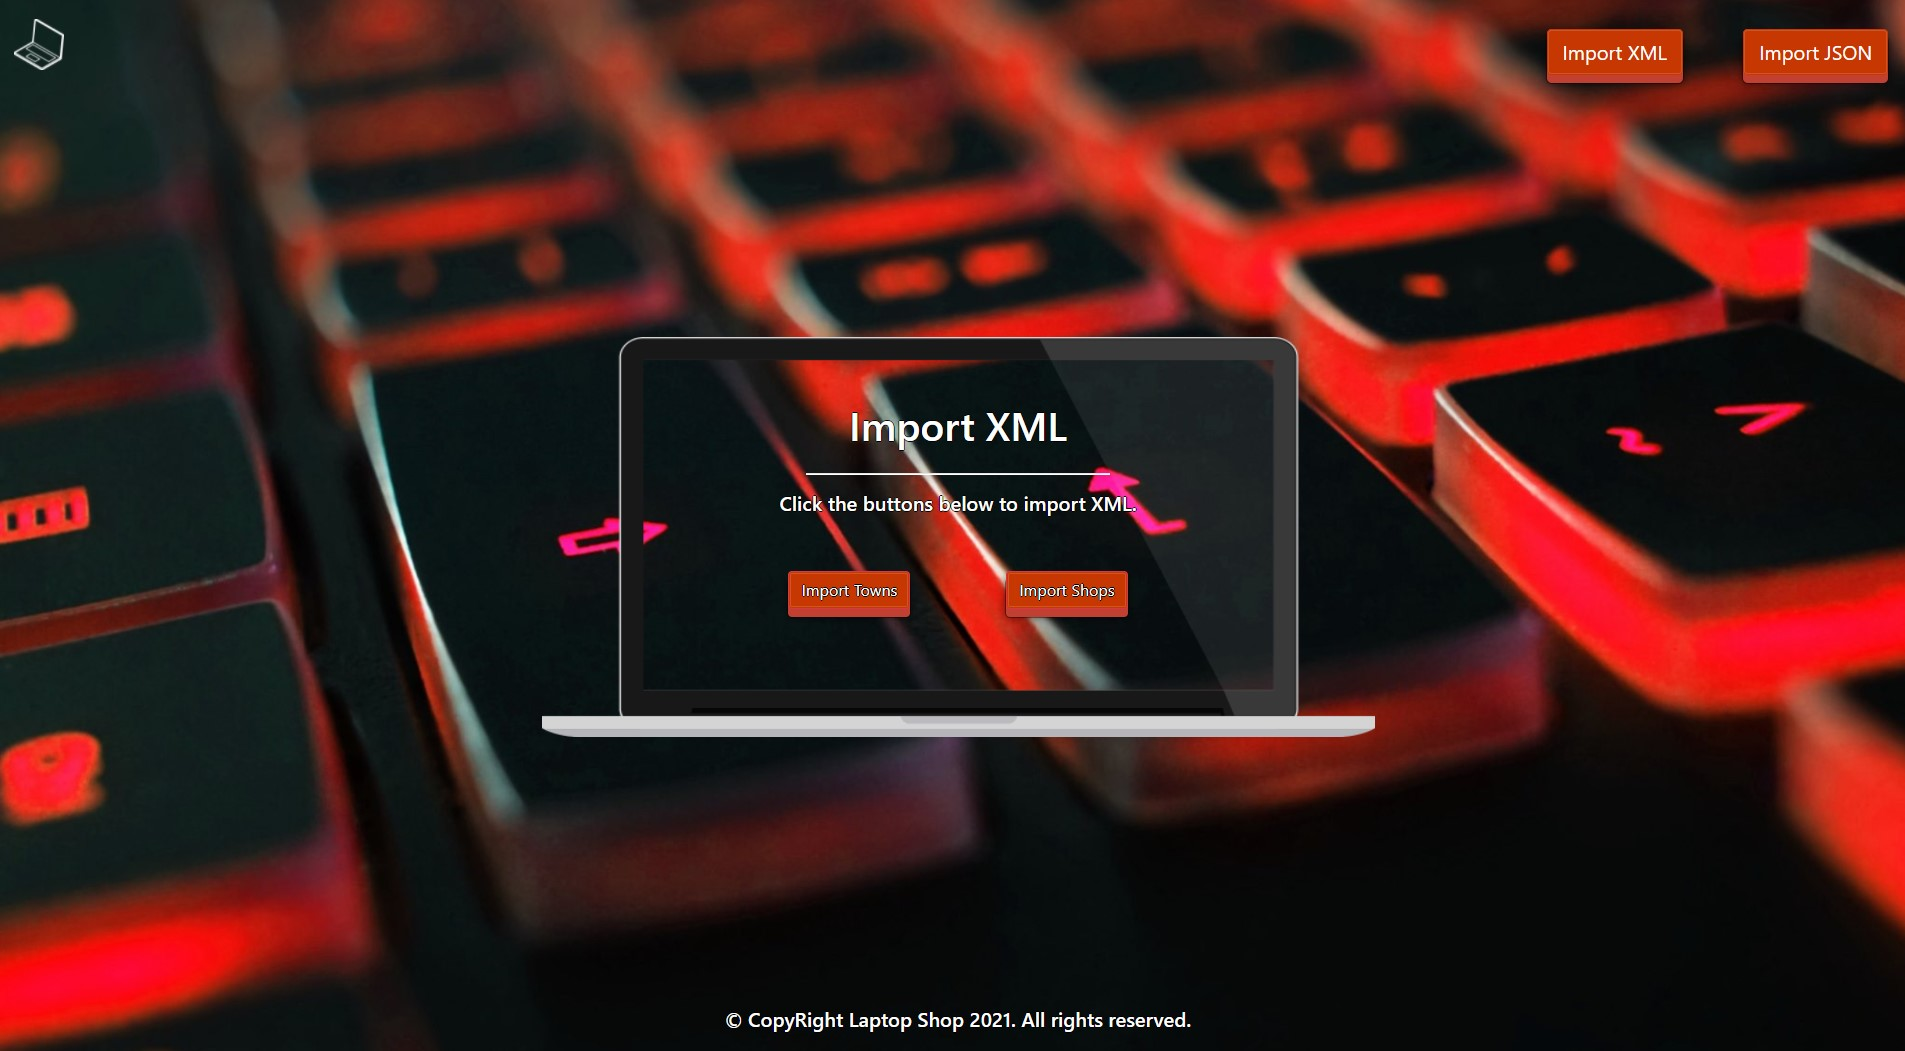 Import XML
Import JSON
Import XML
Click the buttons below to import XML.
Import Towns
Import Shops
© CopyRight Laptop Shop 2021. All rights reserved.